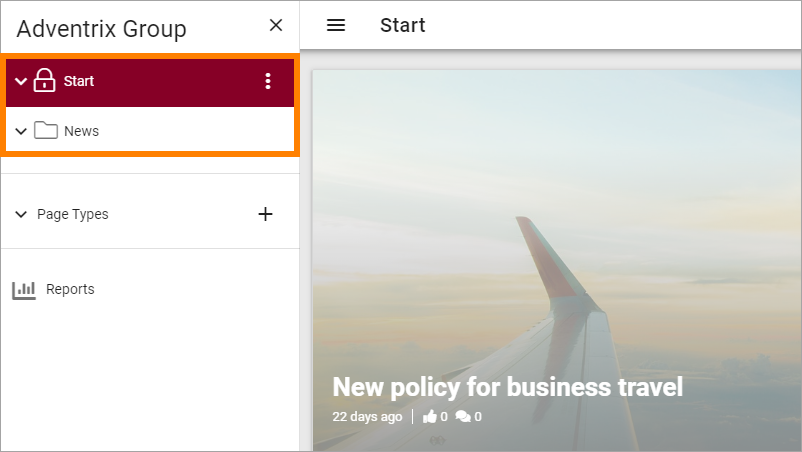 Adventrix Group
Start
News
Page Types
Reports
Start
New policy for business travel
22 days ago | 0 0